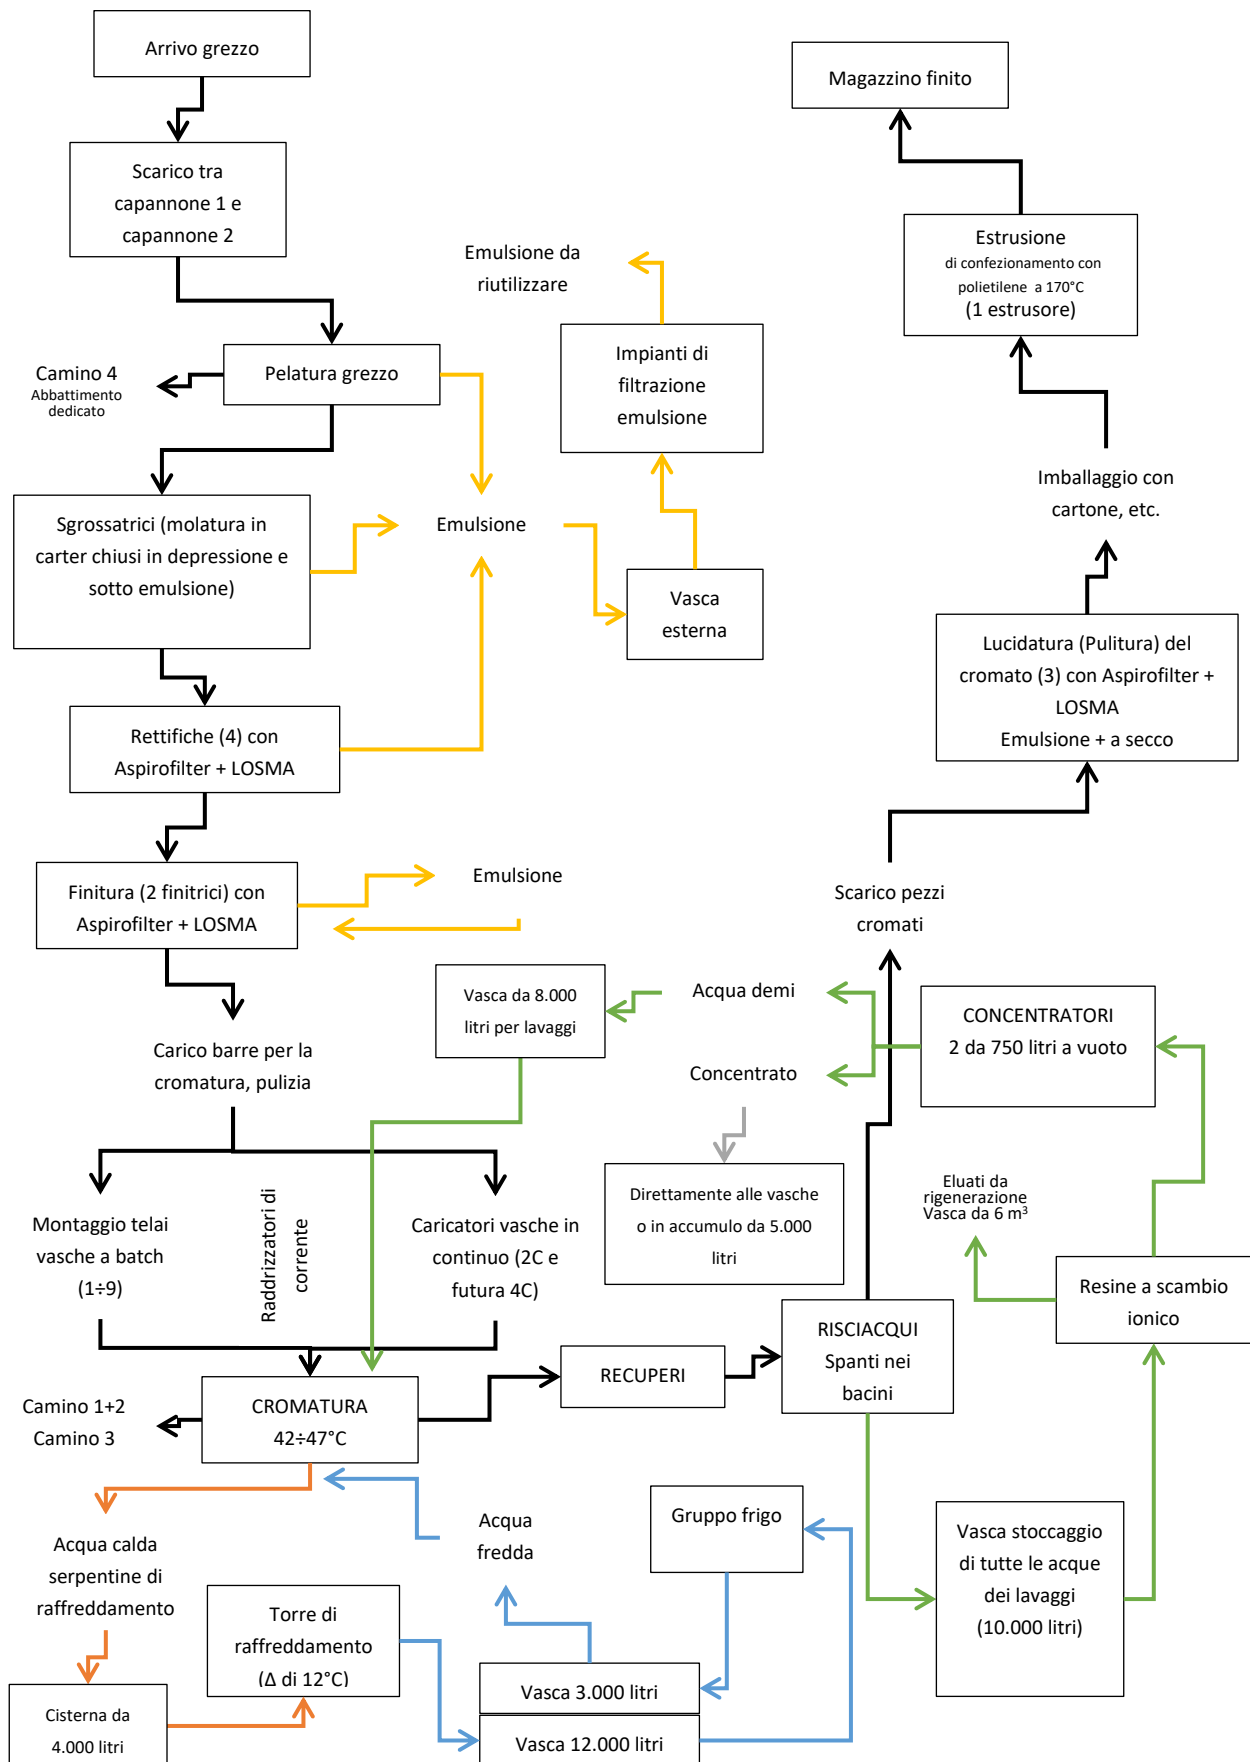 Arrivo grezzo
Magazzino finito
Scarico tra
capannone 1 e
capannone 2
Estrusione
di confezionamento con
polietilene a 170°C
(1 estrusore)
Emulsione da
riutilizzare
Impianti di
filtrazione
emulsione
Camino 4
Abbattimento
dedicato
Pelatura grezzo
Imballaggio con
cartone, etc.
Sgrossatrici (molatura in
carter chiusi in depressione e
sotto emulsione)
Emulsione
Vasca
esterna
Lucidatura (Pulitura) del
cromato (3) con Aspirofilter +
LOSMA
Emulsione + a secco
Rettifiche (4) con
Aspirofilter + LOSMA
Finitura (2 finitrici) con
Aspirofilter + LOSMA
Emulsione
Scarico pezzi
cromati
Vasca da 8.000
litri per lavaggi
Acqua demi
CONCENTRATORI
2 da 750 litri a vuoto
Carico barre per la
cromatura, pulizia
Concentrato
Direttamente alle vasche
o in accumulo da 5.000
litri
Eluati da
rigenerazione
Vasca da 6 m³
Montaggio telai
vasche a batch
(1÷9)
Raddrizzatori di
corrente
Caricatori vasche in
continuo (2C e
futura 4C)
Resine a scambio
ionico
RISCIACQUI
Spanti nei
bacini
RECUPERI
CROMATURA
42÷47°C
Camino 1+2
Camino 3
Gruppo frigo
Acqua
fredda
Vasca stoccaggio
di tutte le acque
dei lavaggi
(10.000 litri)
Acqua calda
serpentine di
raffreddamento
Torre di
raffreddamento
(Δ di 12°C)
Vasca 3.000 litri
Cisterna da
4.000 litri
Vasca 12.000 litri